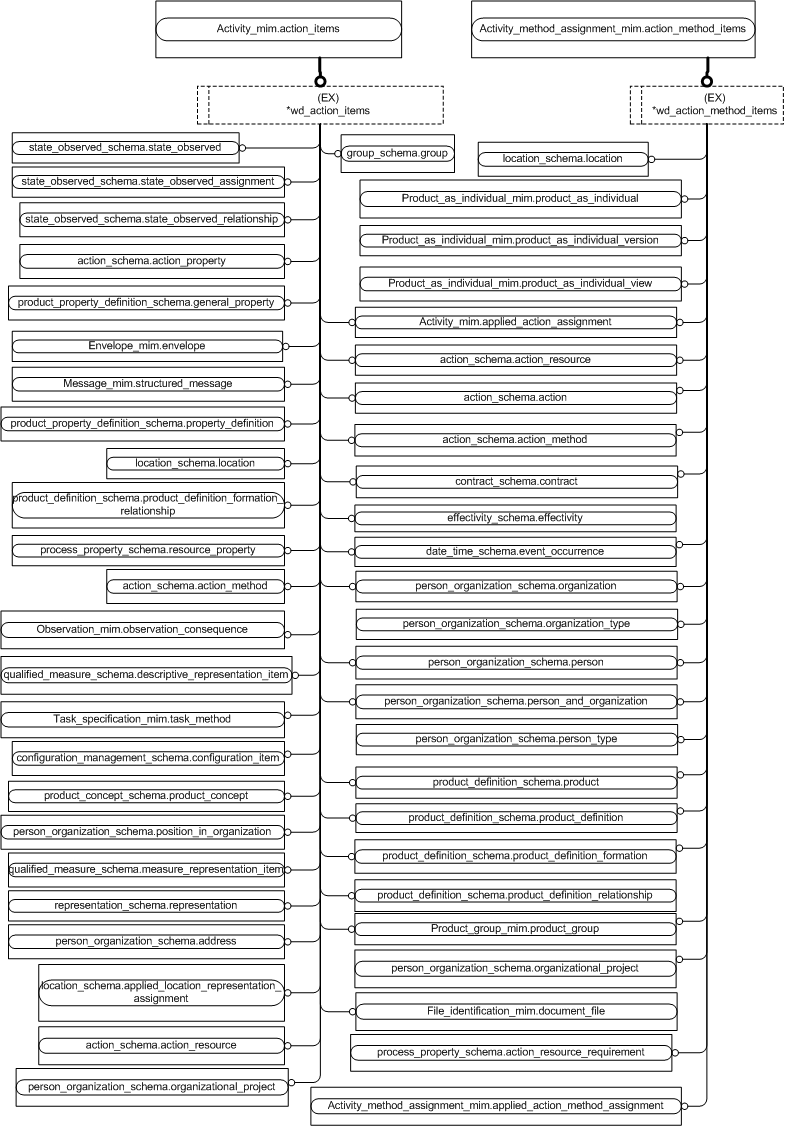 Activity_mim.action_items
Activity_method_assignment_mim.action_method_items
(EX)
*wd_action_items
(EX)
*wd_action_method_items
state_observed_schema.state_observed
state_observed_schema.state_observed_assignment
state_observed_schema.state_observed_relationship
action_schema.action_property
product_property_definition_schema.general_property
Envelope_mim.envelope
Message_mim.structured_message
product_property_definition_schema.property_definition
location_schema.location
product_definition_schema.product_definition_formation_
relationship
process_property_schema.resource_property
action_schema.action_method
Observation_mim.observation_consequence
qualified_measure_schema.descriptive_representation_item
Task_specification_mim.task_method
configuration_management_schema.configuration_item
product_concept_schema.product_concept
person_organization_schema.position_in_organization
qualified_measure_schema.measure_representation_item
representation_schema.representation
person_organization_schema.address
location_schema.applied_location_representation_
assignment
action_schema.action_resource
person_organization_schema.organizational_project
group_schema.group
location_schema.location
Product_as_individual_mim.product_as_individual
Product_as_individual_mim.product_as_individual_version
Product_as_individual_mim.product_as_individual_view
Activity_mim.applied_action_assignment
action_schema.action_resource
action_schema.action
action_schema.action_method
contract_schema.contract
effectivity_schema.effectivity
date_time_schema.event_occurrence
person_organization_schema.organization
person_organization_schema.organization_type
person_organization_schema.person
person_organization_schema.person_and_organization
person_organization_schema.person_type
product_definition_schema.product
product_definition_schema.product_definition
product_definition_schema.product_definition_formation
product_definition_schema.product_definition_relationship
Product_group_mim.product_group
person_organization_schema.organizational_project
File_identification_mim.document_file
process_property_schema.action_resource_requirement
Activity_method_assignment_mim.applied_action_method_assignment